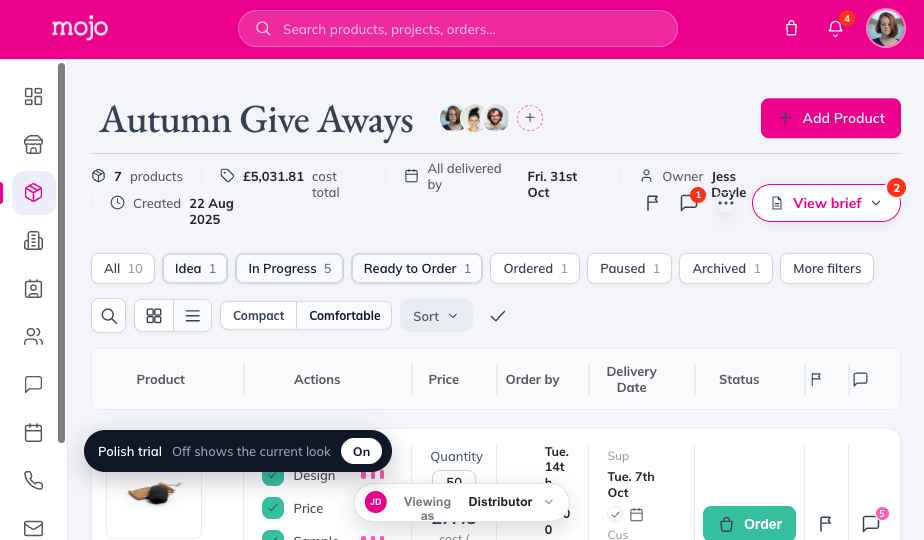 mojo
Search products, projects, orders...
4
Autumn Give Aways
Add Product
7 products
£5,031.81 cost total
All delivered by
Fri. 31st Oct
Owner Jess Doyle
Created 22 Aug 2025
1
View brief
2
All 10
Idea 1
In Progress 5
Ready to Order 1
Ordered 1
Paused 1
Archived 1
More filters
Compact
Comfortable
Sort
Product
Actions
Price
Order by
Delivery Date
Status
Polish trial Off shows the current look On
Design
Price
Quantity
50
Tue. 14t
Sup
Tue. 7th Oct
Cus
Order
5
JD Viewing as Distributor